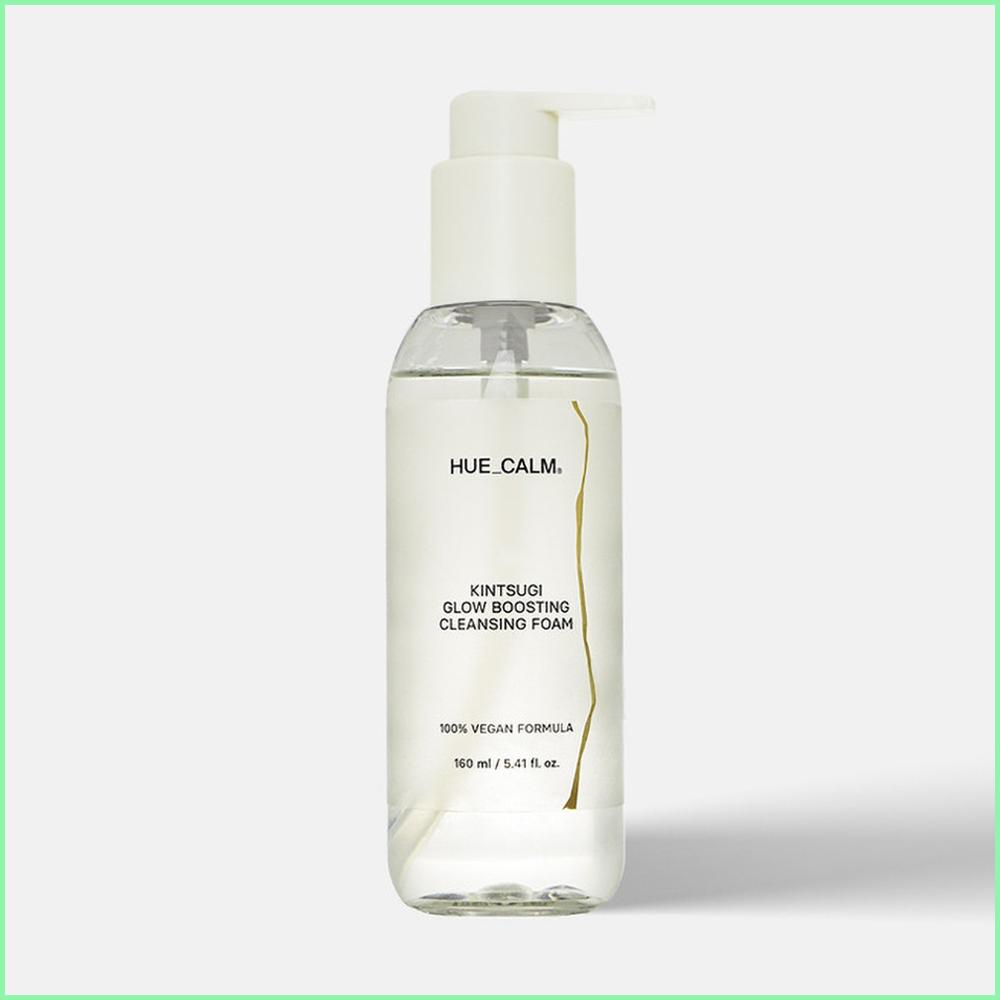 HUE_CALM®
KINTSUGI
GLOW BOOSTING
CLEANSING FOAM
100% VEGAN FORMULA
160 ml / 5.41 fl. oz.